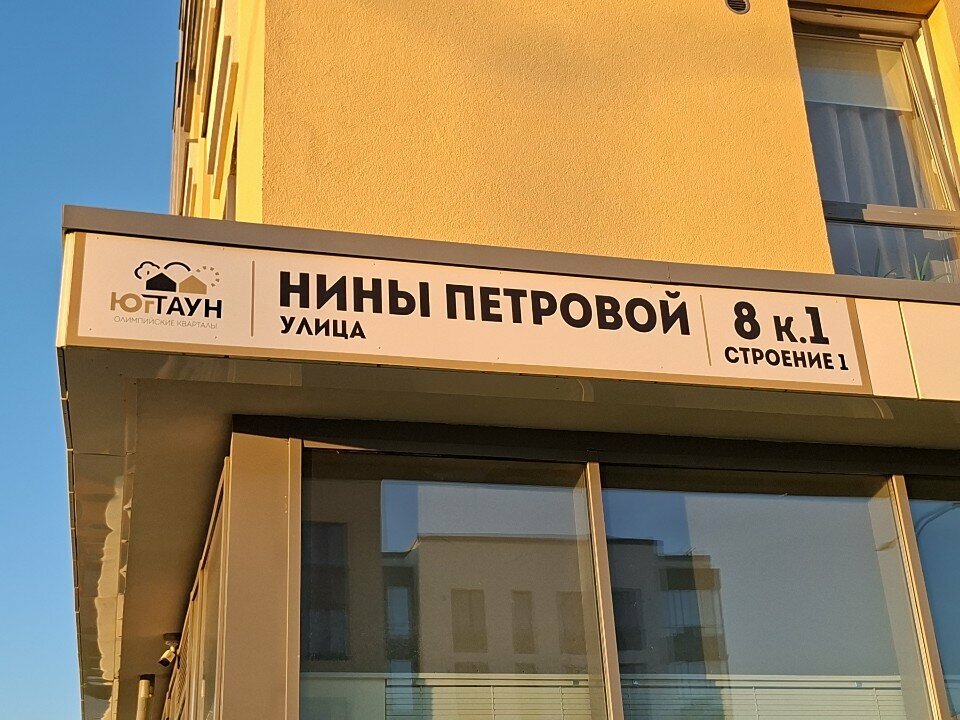 ЮгТАУН
ОЛИМПИЙСКИЕ КВАРТАЛЫ
НИНЫ ПЕТРОВОЙ
УЛИЦА
8 к.1
СТРОЕНИЕ 1